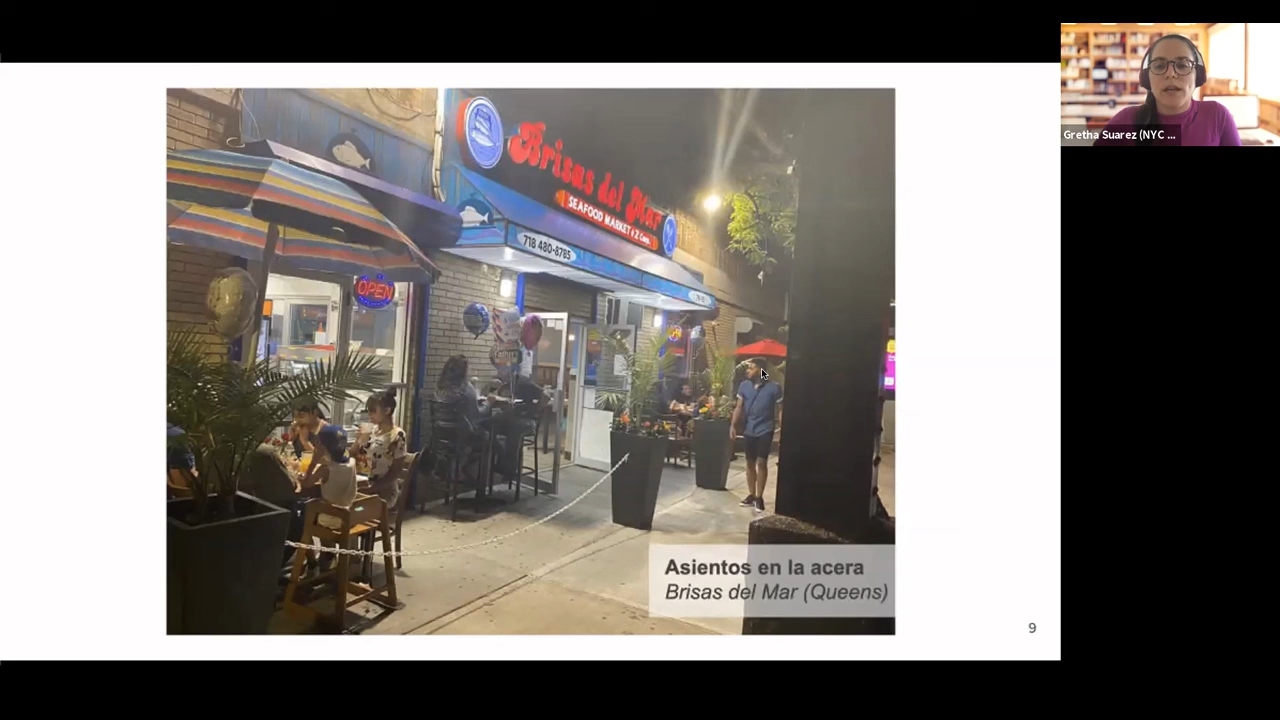 Brisas del Mar
SEAFOOD MARKET & Z Corp.
718 480-8785
OPEN
Asientos en la acera
Brisas del Mar (Queens)
9
Gretha Suarez (NYC ...